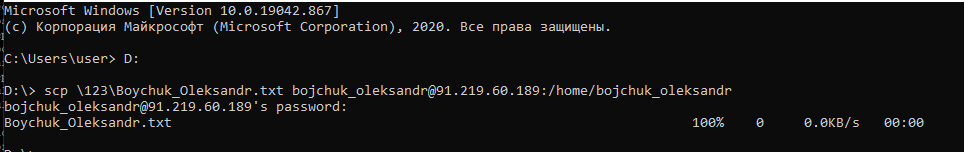 Microsoft Windows [Version 10.0.19042.867]
(c) Корпорация Майкрософт (Microsoft Corporation), 2020. Все права защищены.
C:\Users\user> D:
D:\> scp \123\Boychuk_Oleksandr.txt bojchuk_oleksandr@91.219.60.189:/home/bojchuk_oleksandr
bojchuk_oleksandr@91.219.60.189's password:
Boychuk_Oleksandr.txt 100% 0 0.0KB/s 00:00